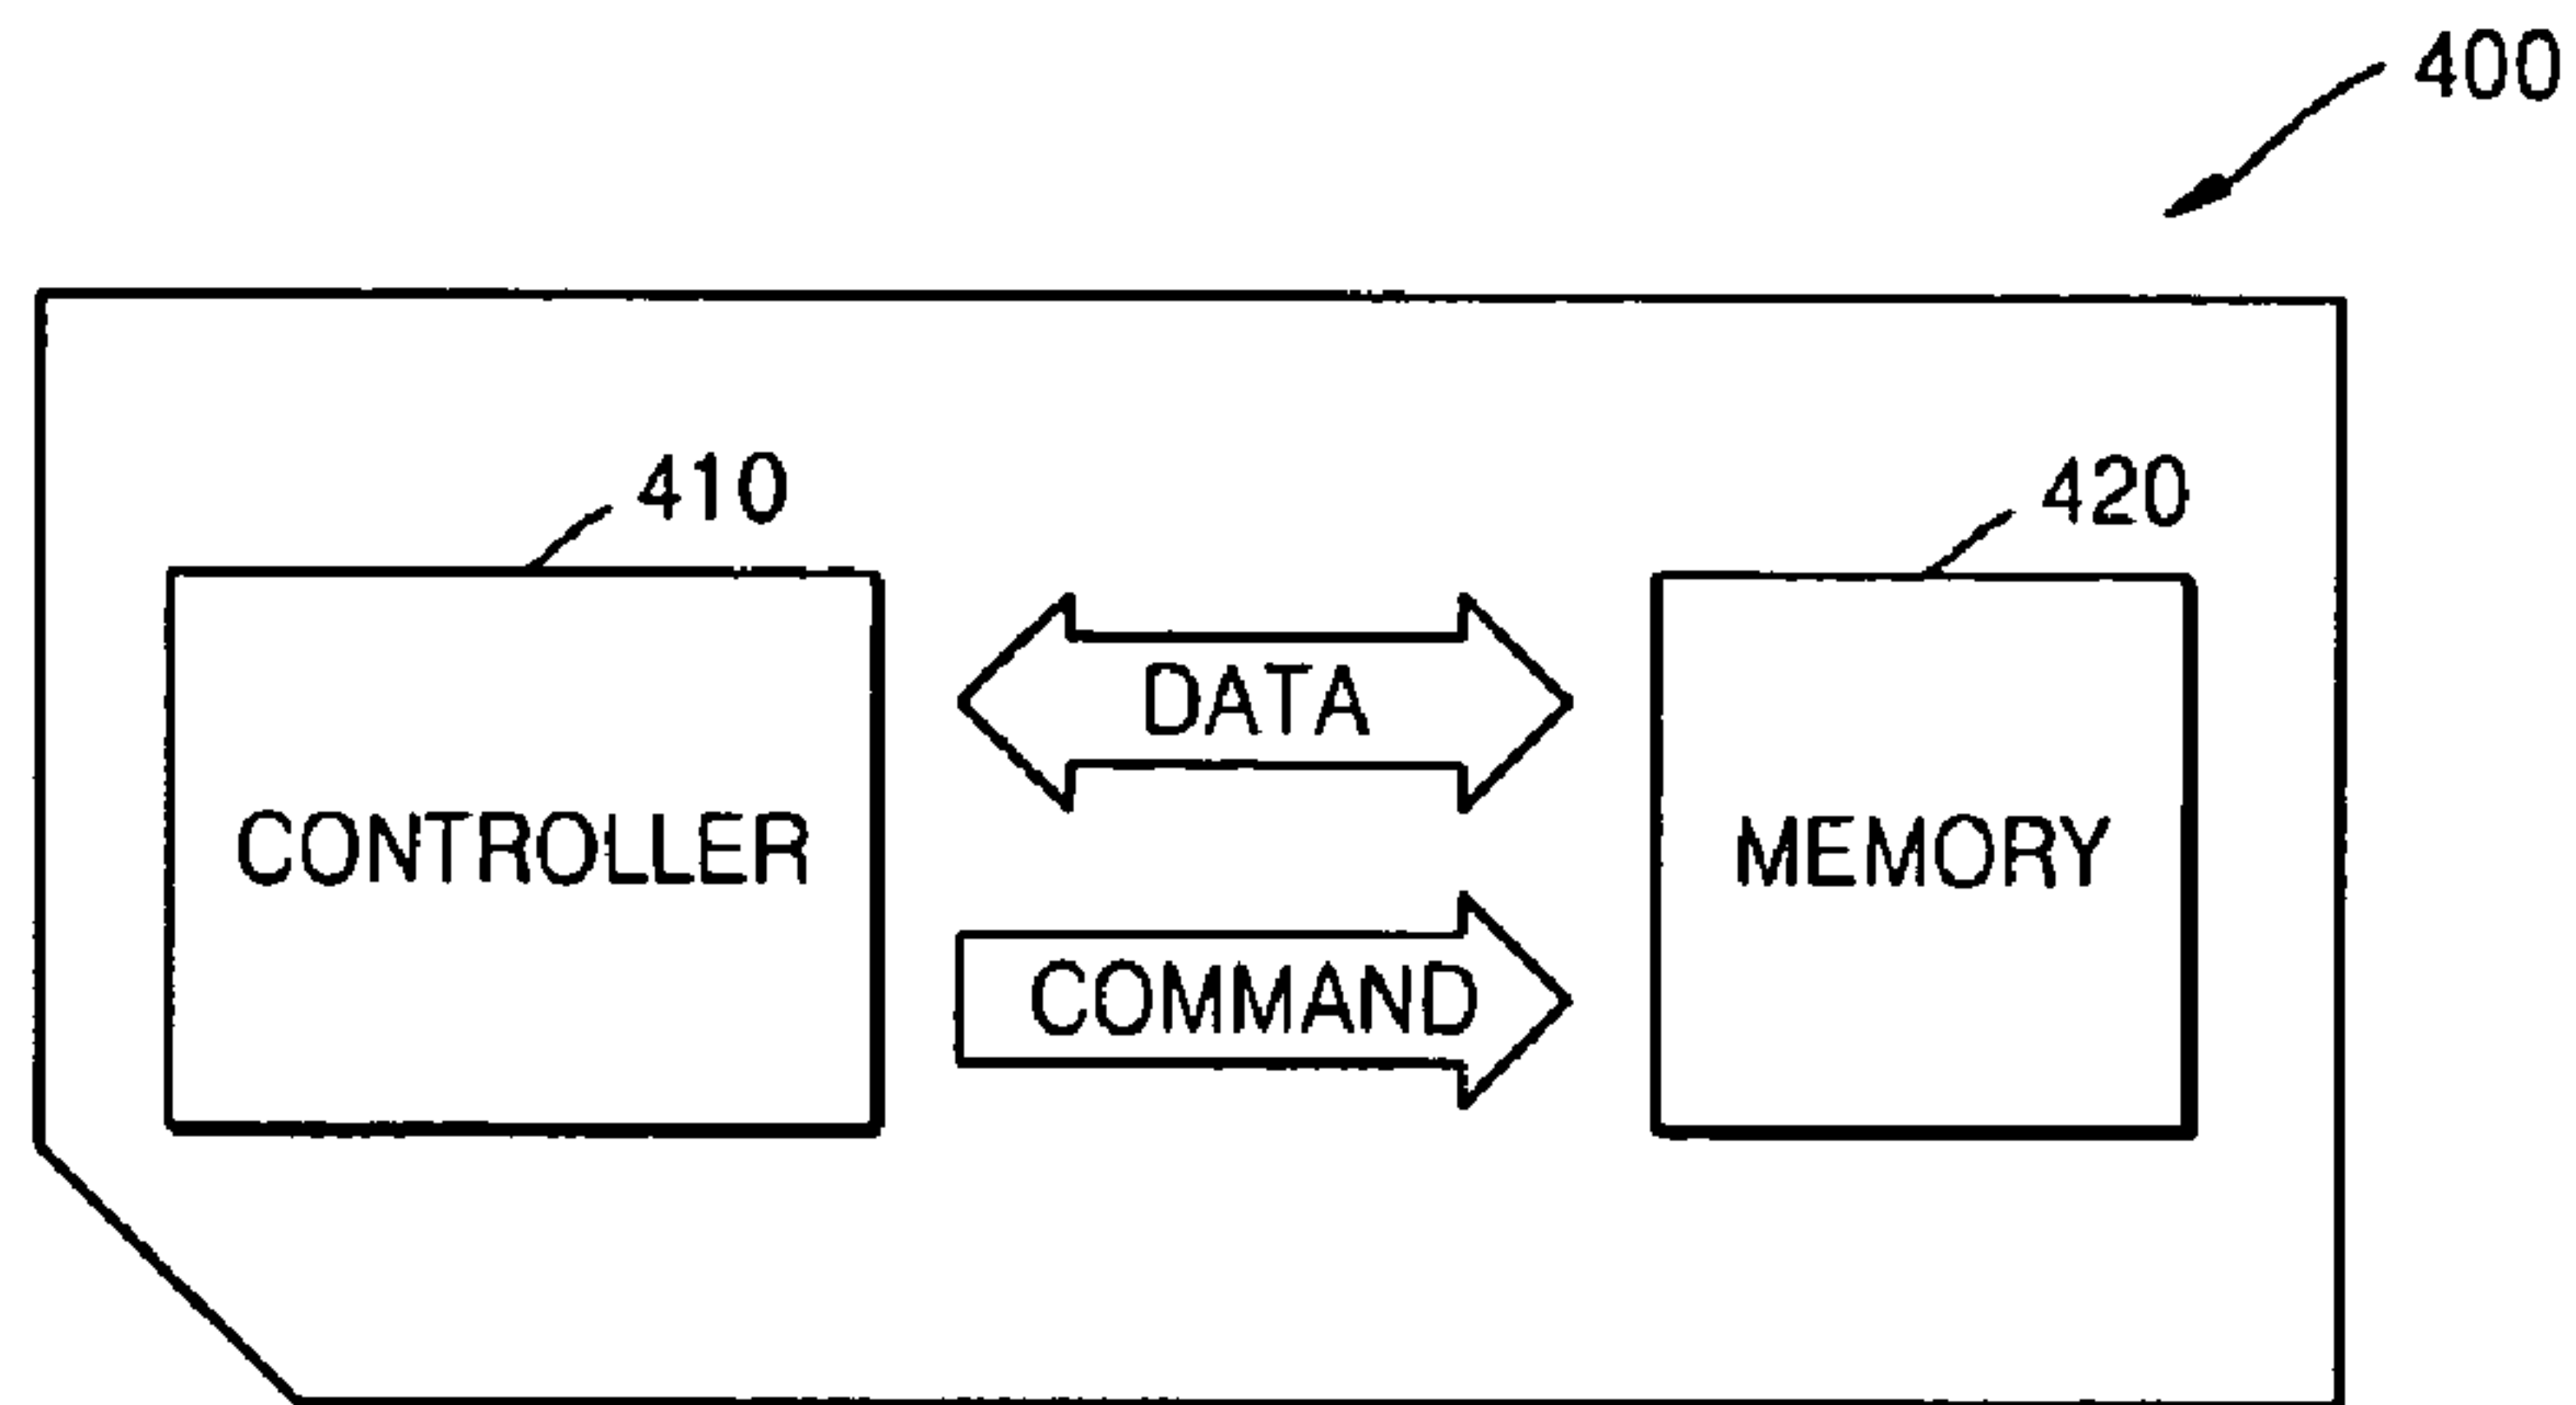 400
410
420
DATA
CONTROLLER
MEMORY
COMMAND